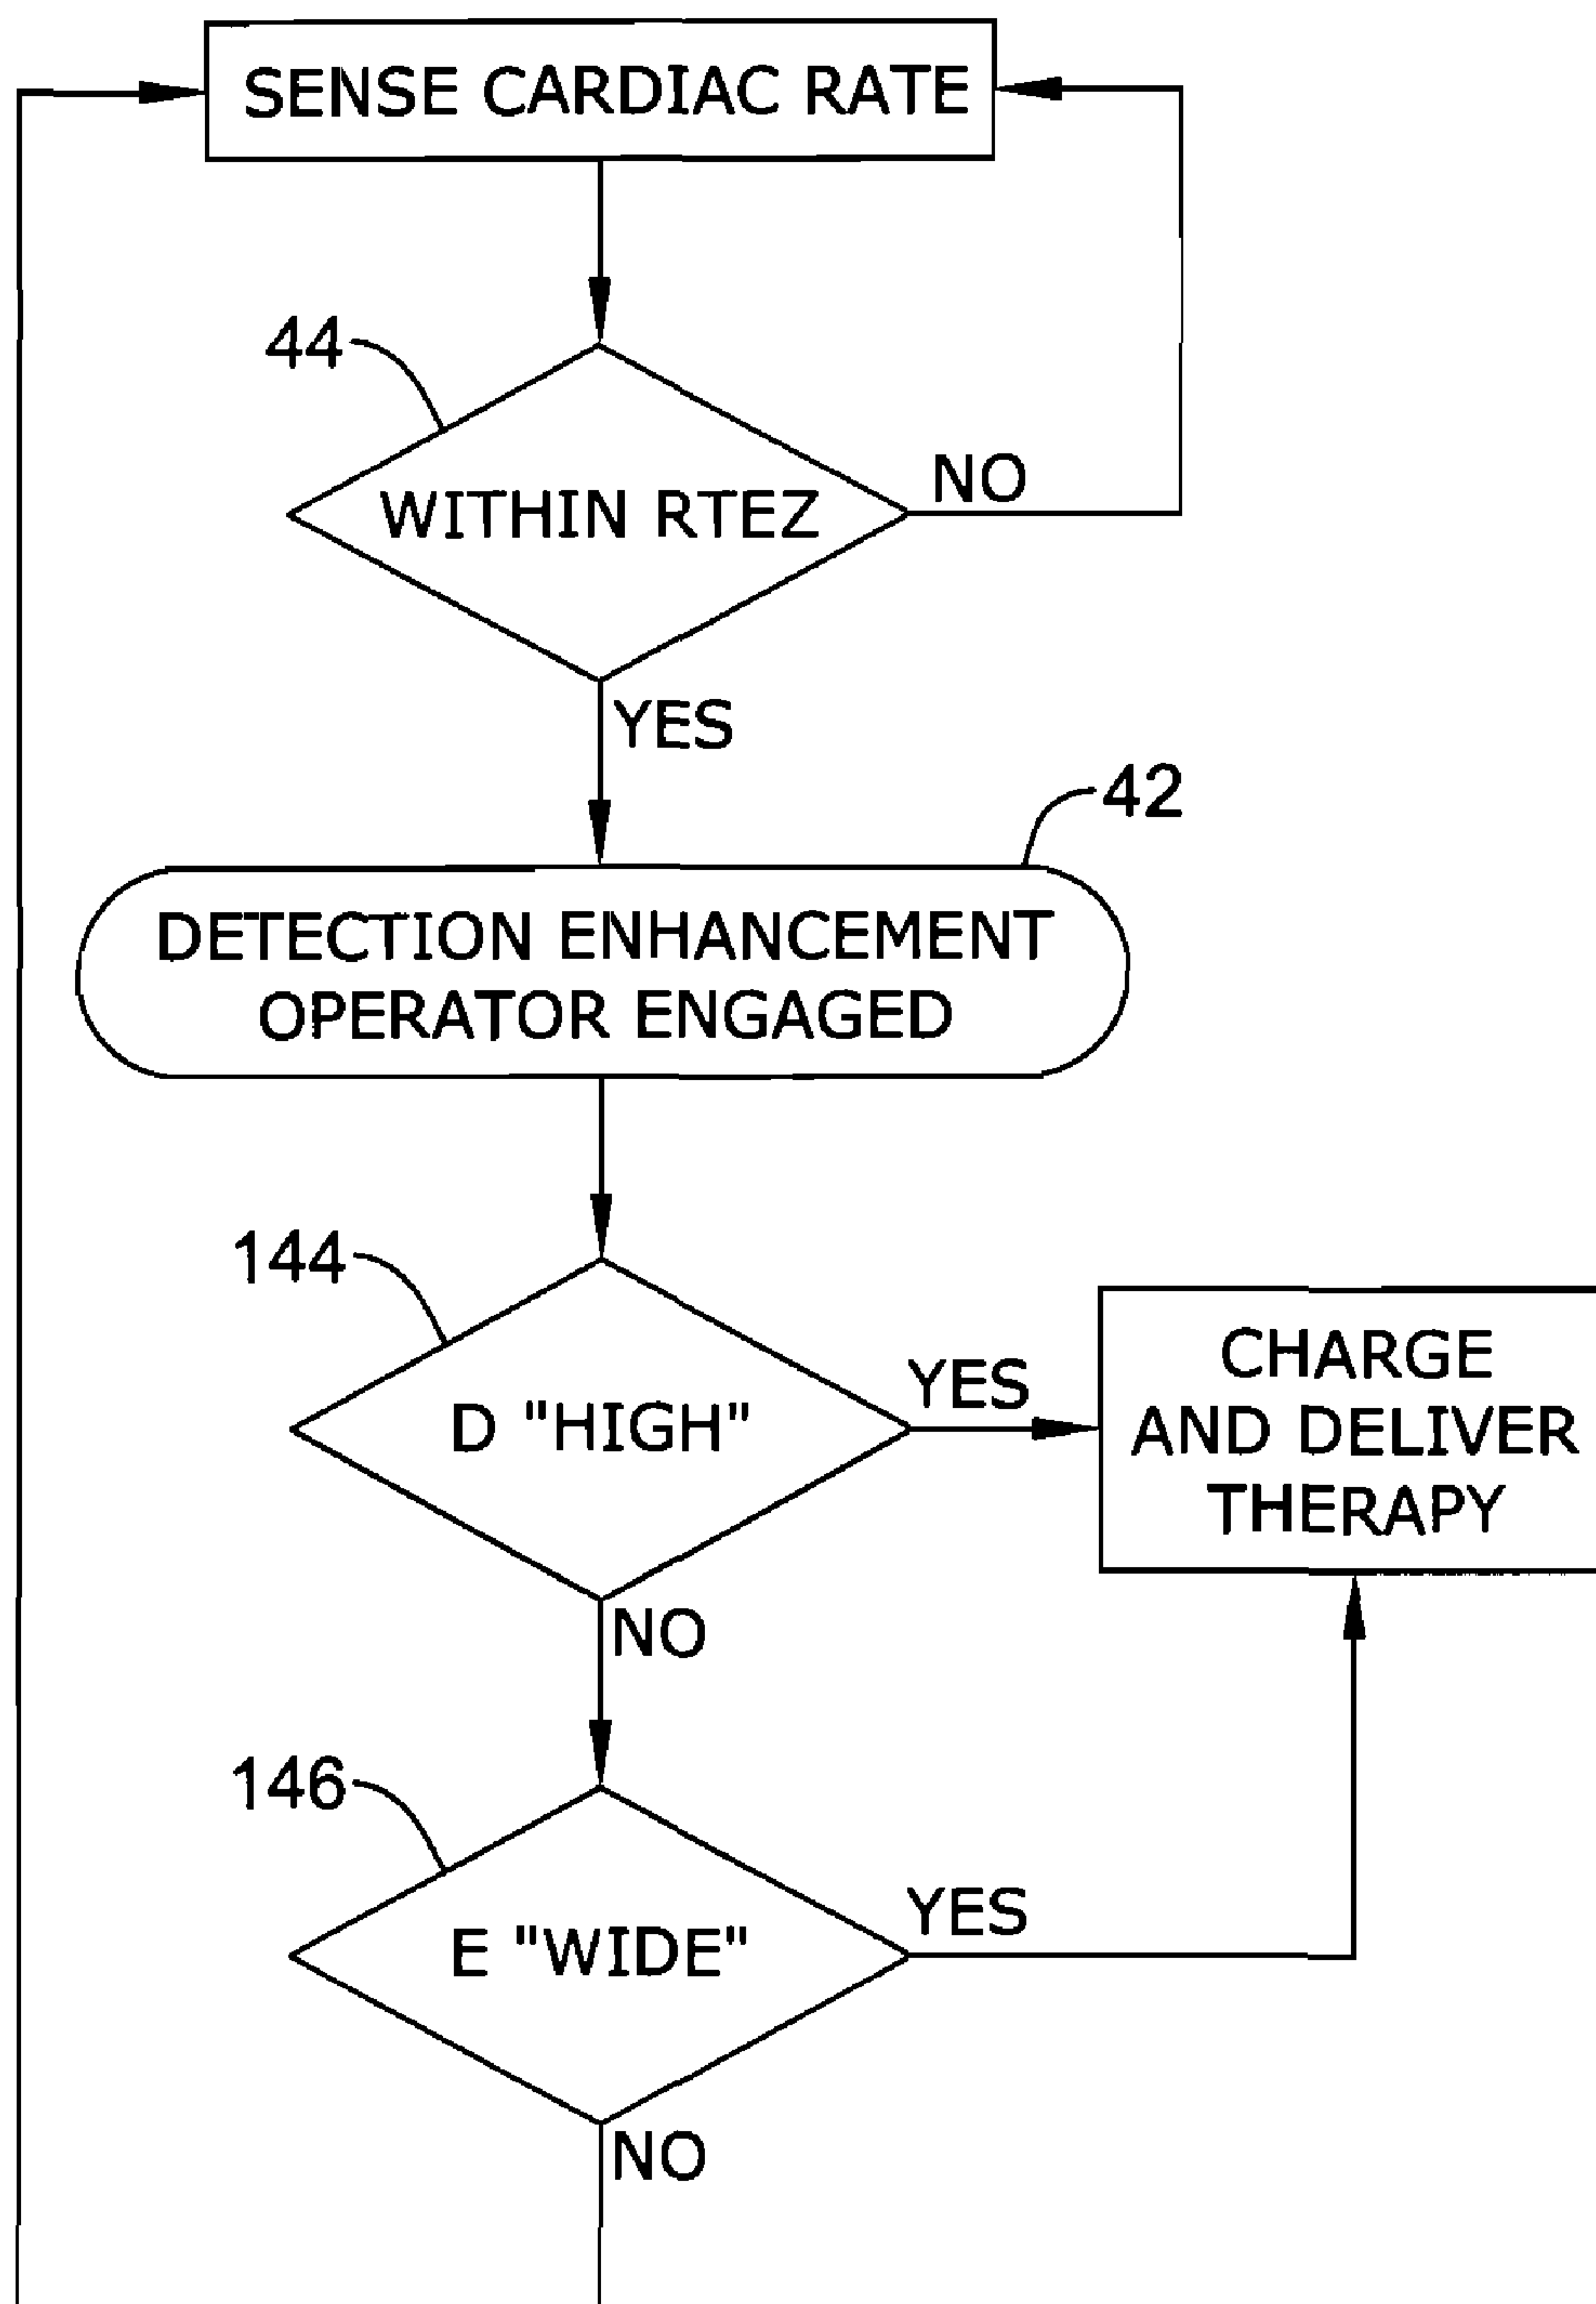 SENSE CARDIAC RATE
44
WITHIN RTEZ
NO
YES
42
DETECTION ENHANCEMENT
OPERATOR ENGAGED
144
D "HIGH"
YES
CHARGE
AND DELIVER
THERAPY
NO
146
E "WIDE"
YES
NO